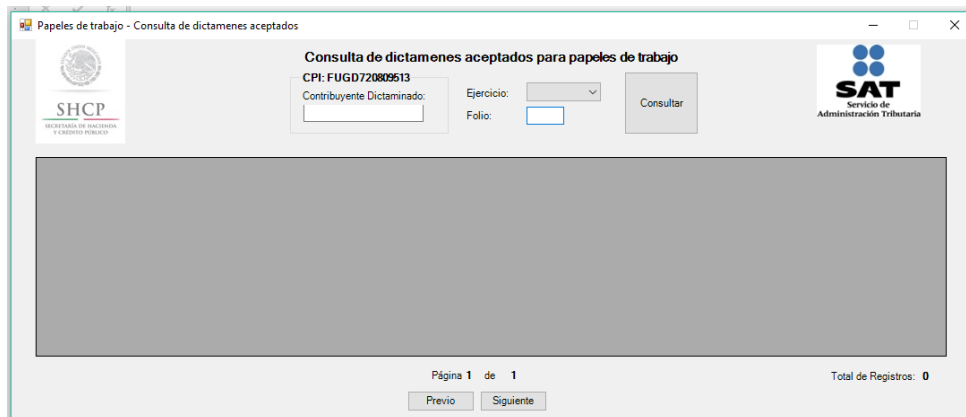 Papeles de trabajo - Consulta de dictamenes aceptados
Consulta de dictamenes aceptados para papeles de trabajo
CPI: FUGD720809513
Contribuyente Dictaminado:
Ejercicio:
Folio:
Consultar
SHCP
SECRETARÍA DE HACIENDA
Y CRÉDITO PÚBLICO
SAT
Servicio de
Administración Tributaria
Página 1 de 1
Total de Registros: 0
Previo
Siguiente